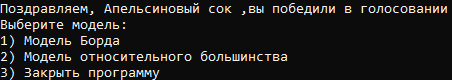 Поздравляем, Апельсиновый сок ,вы победили в голосовании
Выберите модель:
1) Модель Борда
2) Модель относительного большинства
3) Закрыть программу